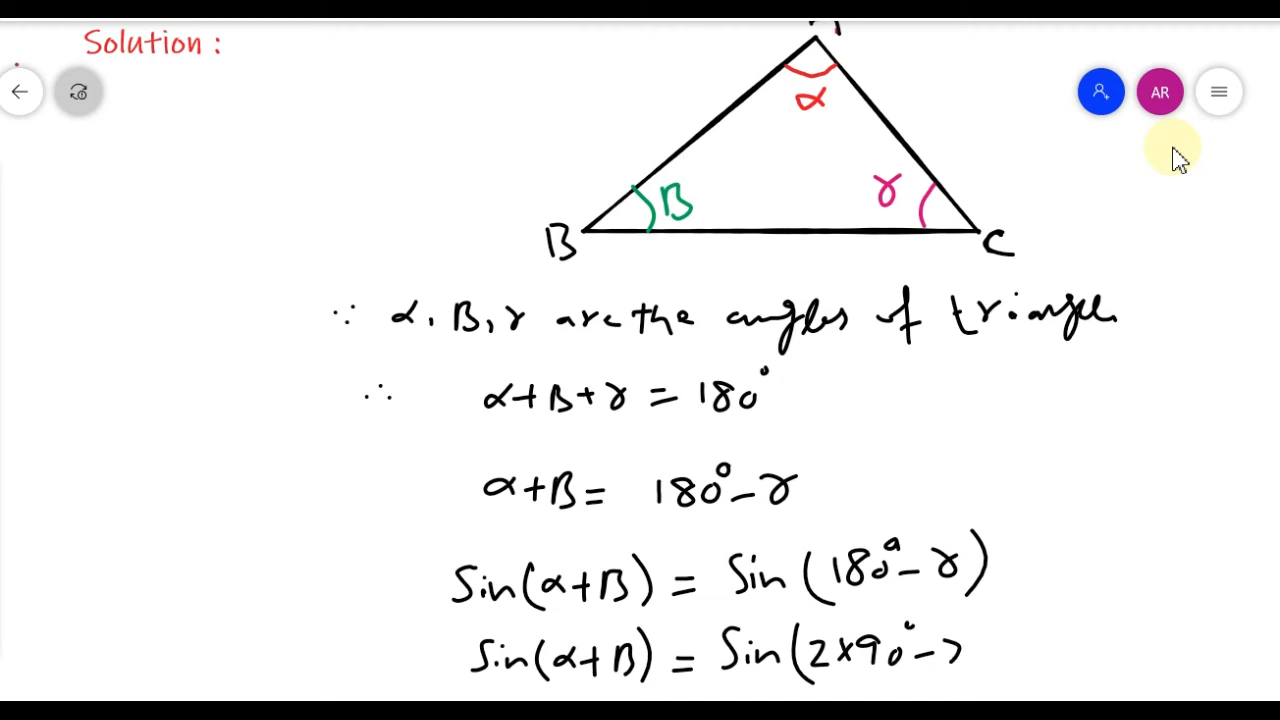 Solution :
α
AR
B
γ
B
C
∵ α, B, γ are the angles of triangle.
∴ α+B+γ = 180°
α+B = 180°-γ
Sin(α+B) = Sin(180°-γ)
Sin(α+B) = Sin(2×90°-